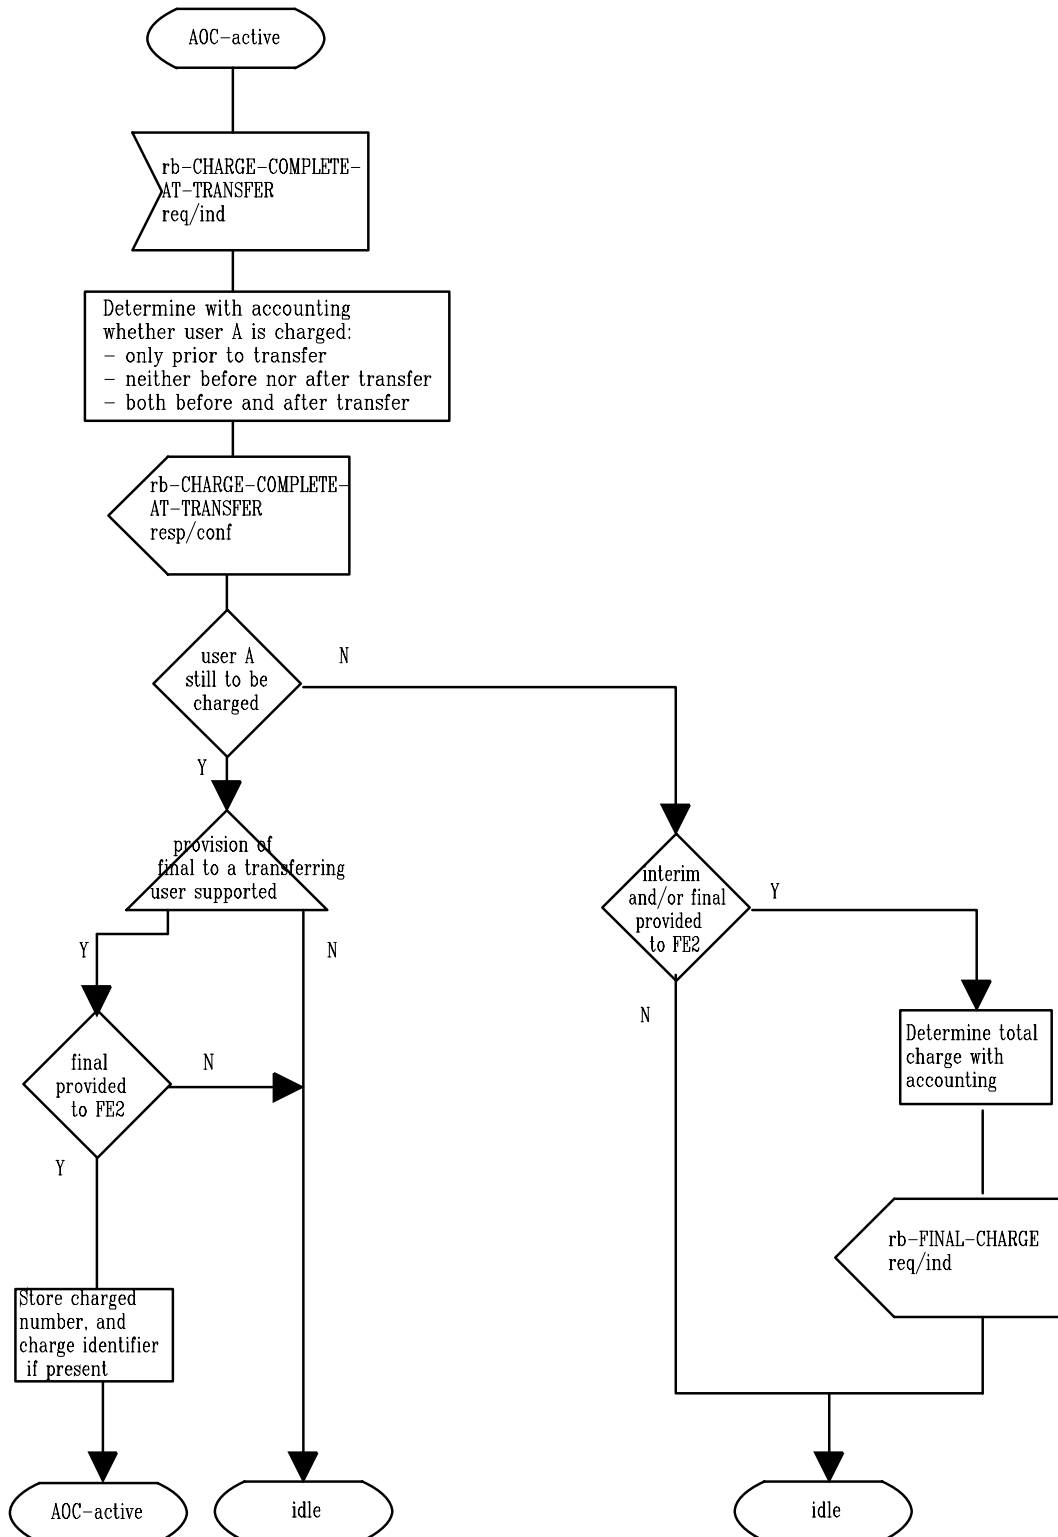 AOC-active
rb-CHARGE-COMPLETE-
AT-TRANSFER
req/ind
Determine with accounting
whether user A is charged:
- only prior to transfer
- neither before nor after transfer
- both before and after transfer
rb-CHARGE-COMPLETE-
AT-TRANSFER
resp/conf
user A
still to be
charged
N
Y
provision of
final to a transferring
user supported
interim
and/or final
provided
to FE2
Y
Y
N
N
final
provided
to FE2
N
Determine total
charge with
accounting
Y
rb-FINAL-CHARGE
req/ind
Store charged
number, and
charge identifier
if present
AOC-active
idle
idle